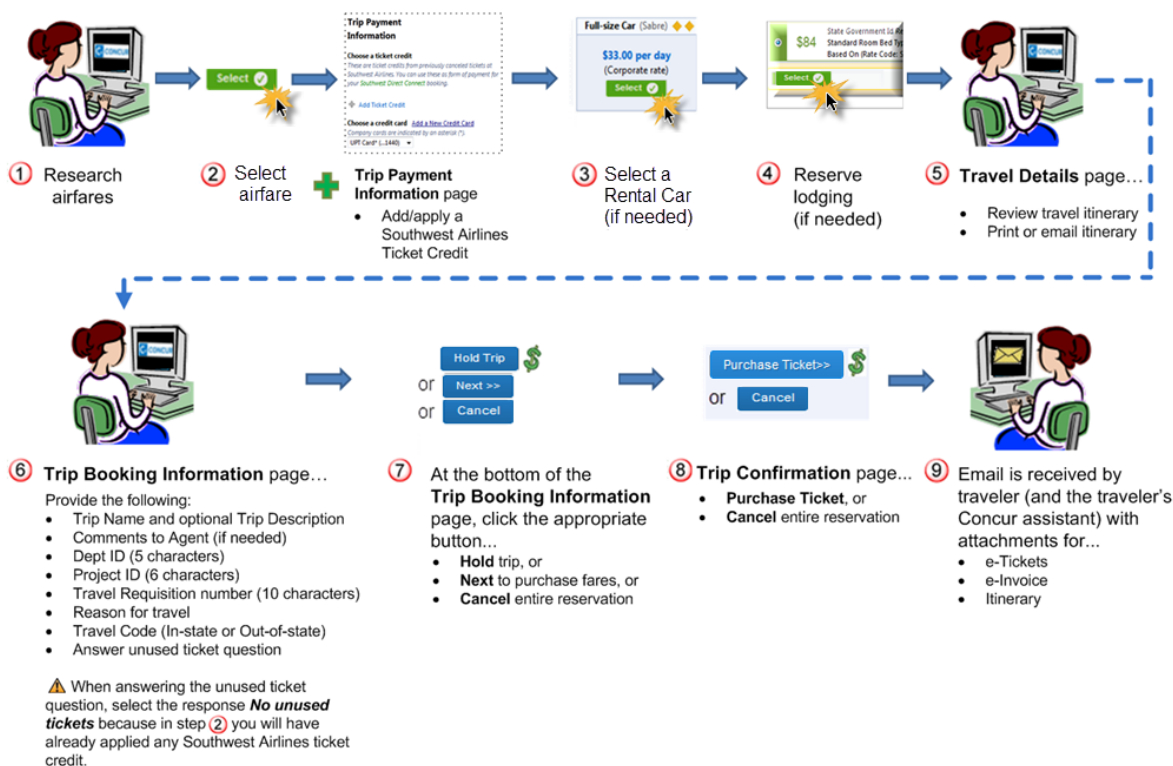 CONCUR
Select
Trip Payment
Information
Choose a ticket credit
These are ticket credits from previously canceled tickets at
Southwest Airlines. You can use these as form of payment for
your Southwest Direct Connect booking.
Add Ticket Credit
Choose a credit card Add a New Credit Card
Company cards are indicated by an asterisk (*).
UPT Card* (...1440)
Full-size Car (Sabre)
$33.00 per day
(Corporate rate)
Select
$84
State Government Id
Standard Room Bed
Based On (Rate Code:
Select
CONCUR
1 Research
airfares
2 Select
airfare
Trip Payment
Information page
• Add/apply a
Southwest Airlines
Ticket Credit
3 Select a
Rental Car
(if needed)
4 Reserve
lodging
(if needed)
5 Travel Details page…
• Review travel itinerary
• Print or email itinerary
CONCUR
Hold Trip $
or Next >>
or Cancel
Purchase Ticket>> $
or Cancel
6 Trip Booking Information page…
Provide the following:
• Trip Name and optional Trip Description
• Comments to Agent (if needed)
• Dept ID (5 characters)
• Project ID (6 characters)
• Travel Requisition number (10 characters)
• Reason for travel
• Travel Code (In-state or Out-of-state)
• Answer unused ticket question
When answering the unused ticket
question, select the response No unused
tickets because in step 2 you will have
already applied any Southwest Airlines ticket
credit.
7 At the bottom of the
Trip Booking Information
page, click the appropriate
button...
• Hold trip, or
• Next to purchase fares, or
• Cancel entire reservation
8 Trip Confirmation page...
• Purchase Ticket, or
• Cancel entire reservation
9 Email is received by
traveler (and the traveler's
Concur assistant) with
attachments for...
• e-Tickets
• e-Invoice
• Itinerary